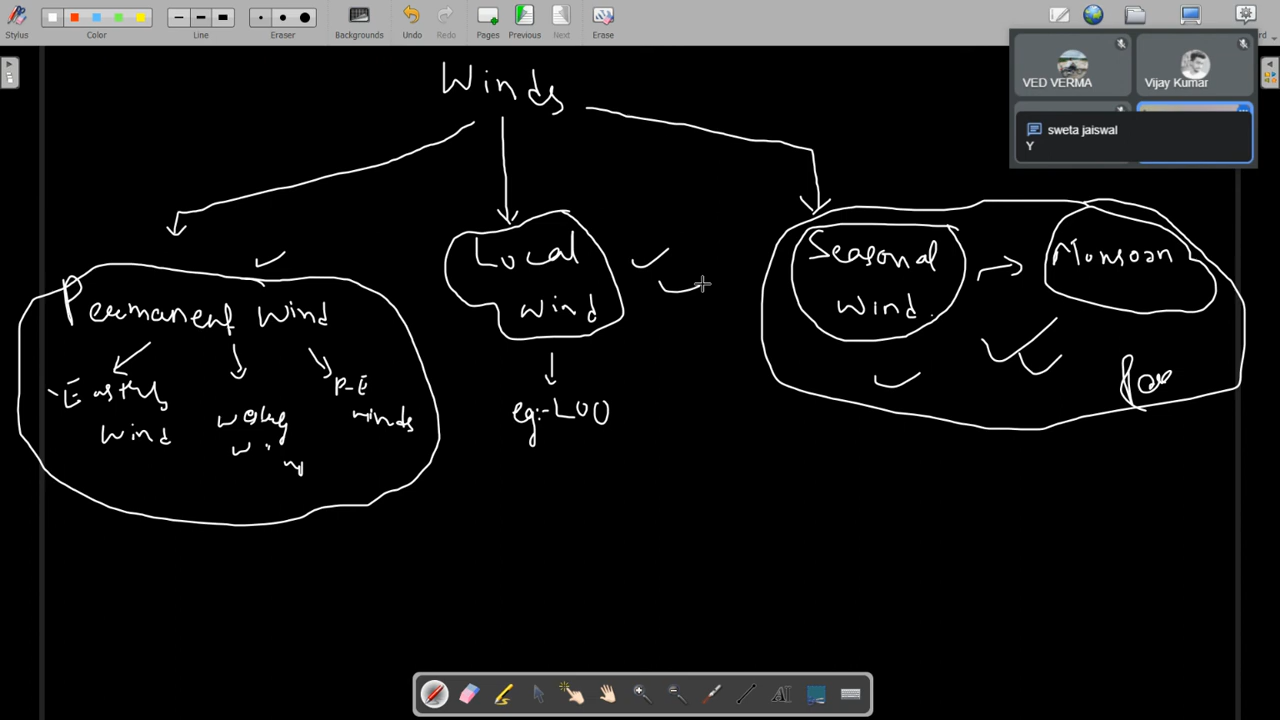 Stylus
Color
Line
Eraser
Backgrounds
Undo
Redo
Pages
Previous
Next
Erase
VED VERMA
Vijay Kumar
sweta jaiswal
Y
Winds
Permanent Wind
Local
Wind
Seasonal
Wind.
→ Monsoon
Wind
P-E
winds
eg:- LOO